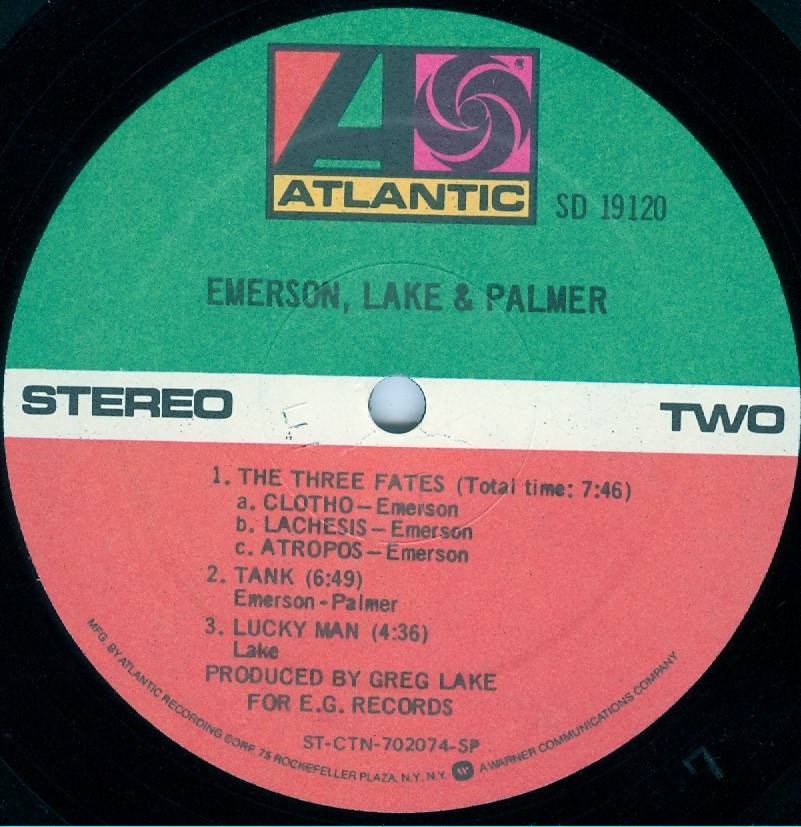 ATLANTIC
®
SD 19120
EMERSON, LAKE & PALMER
STEREO
TWO
1. THE THREE FATES (Total time: 7:46)
a. CLOTHO – Emerson
b. LACHESIS – Emerson
c. ATROPOS – Emerson
2. TANK (6:49)
Emerson - Palmer
3. LUCKY MAN (4:36)
Lake
PRODUCED BY GREG LAKE
FOR E.G. RECORDS
ST-CTN-702074-SP
MFG. BY ATLANTIC RECORDING CORP. 75 ROCKEFELLER PLAZA, N.Y. N.Y. W A WARNER COMMUNICATIONS COMPANY
7